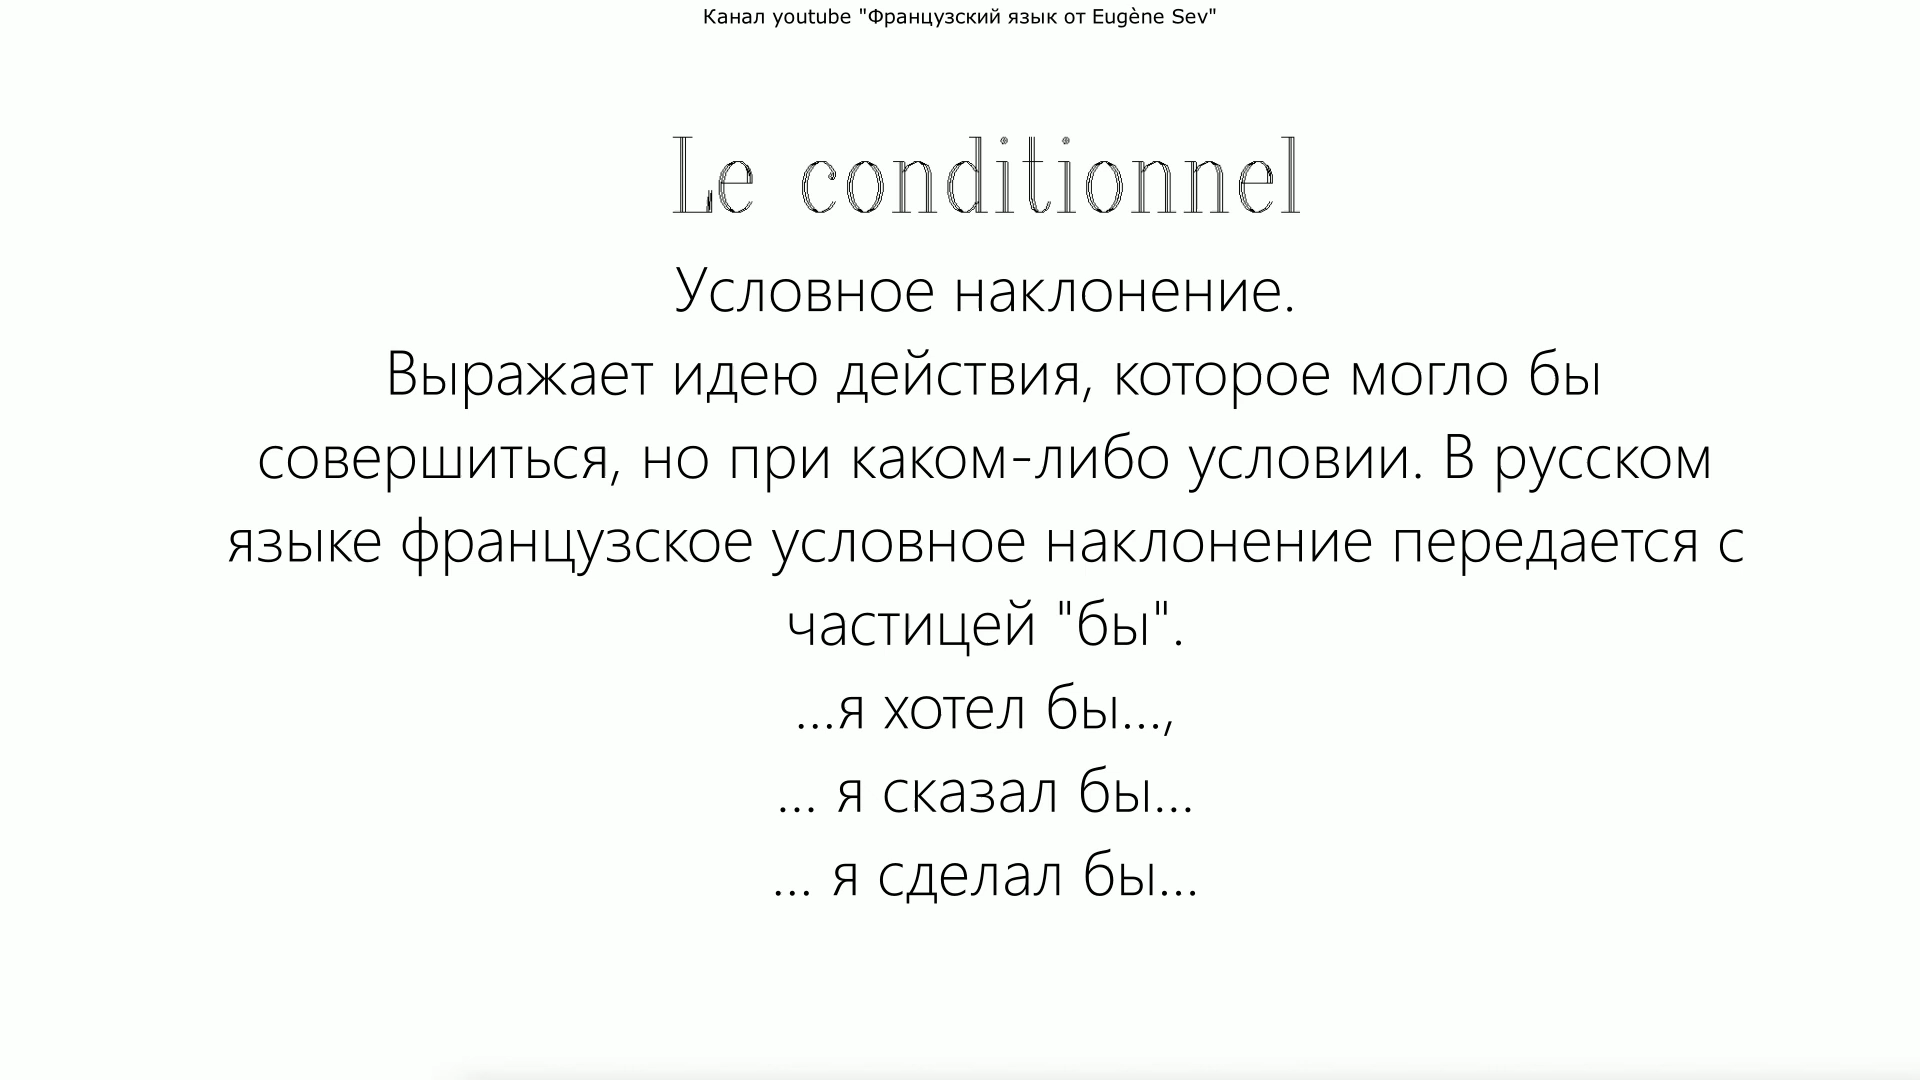 Канал youtube "Французский язык от Eugène Sev"
Le conditionnel
Условное наклонение.
Выражает идею действия, которое могло бы
совершиться, но при каком-либо условии. В русском
языке французское условное наклонение передается с
частицей "бы".
...я хотел бы...,
... я сказал бы...
... я сделал бы...